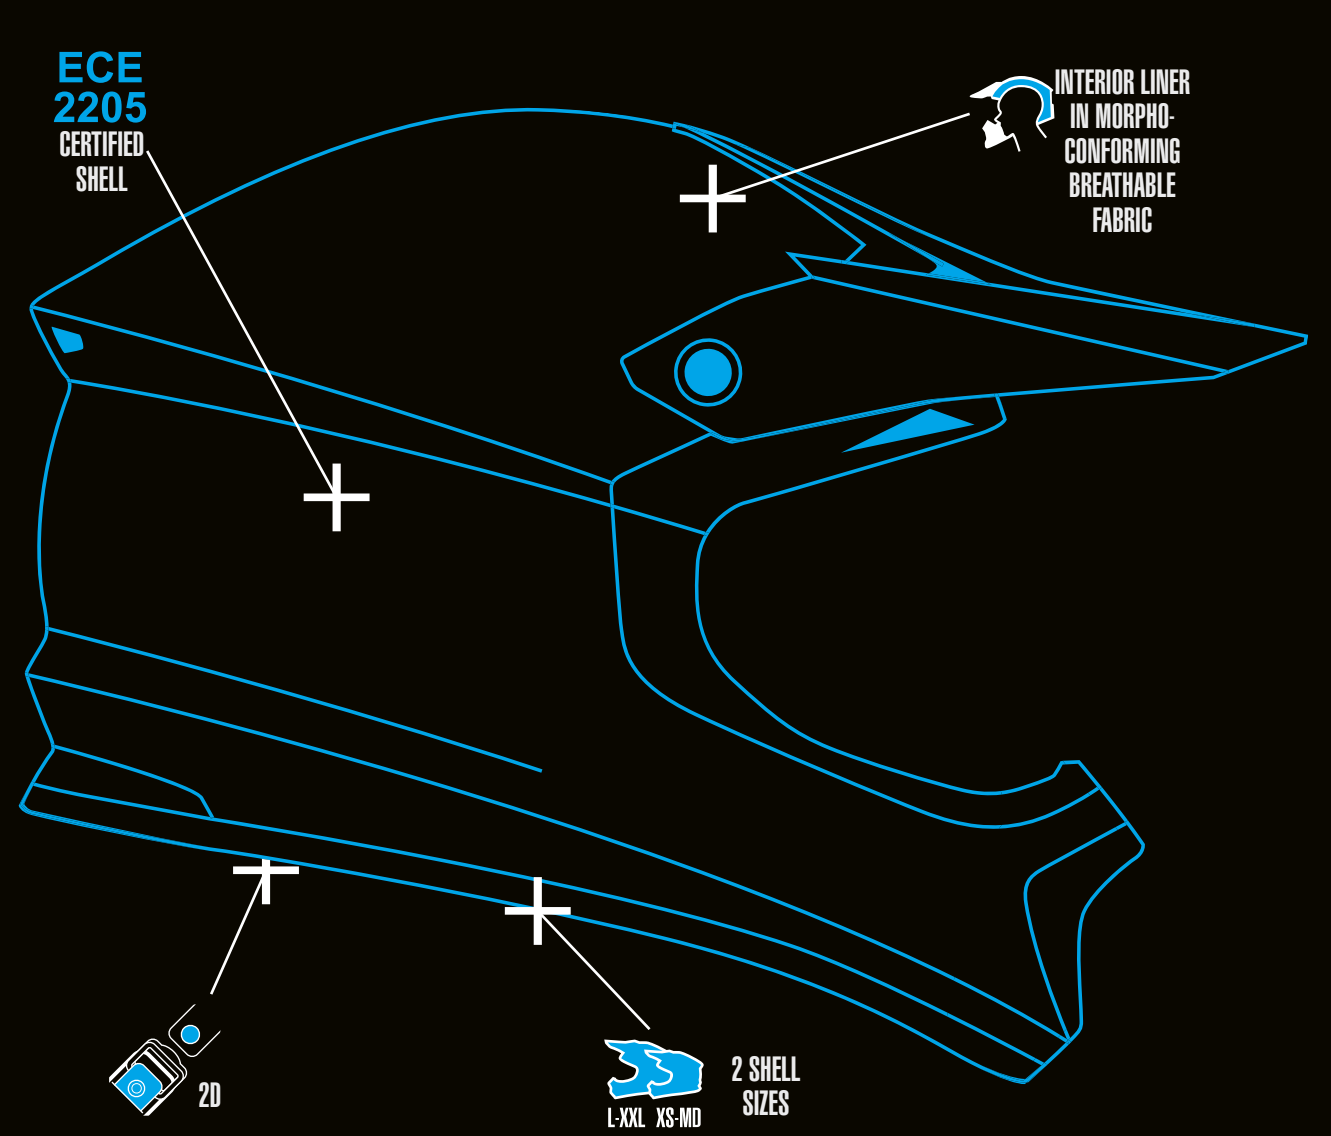 ECE
2205
CERTIFIED
SHELL
INTERIOR LINER
IN MORPHO-
CONFORMING
BREATHABLE
FABRIC
2D
L-XXL XS-MD
2 SHELL
SIZES